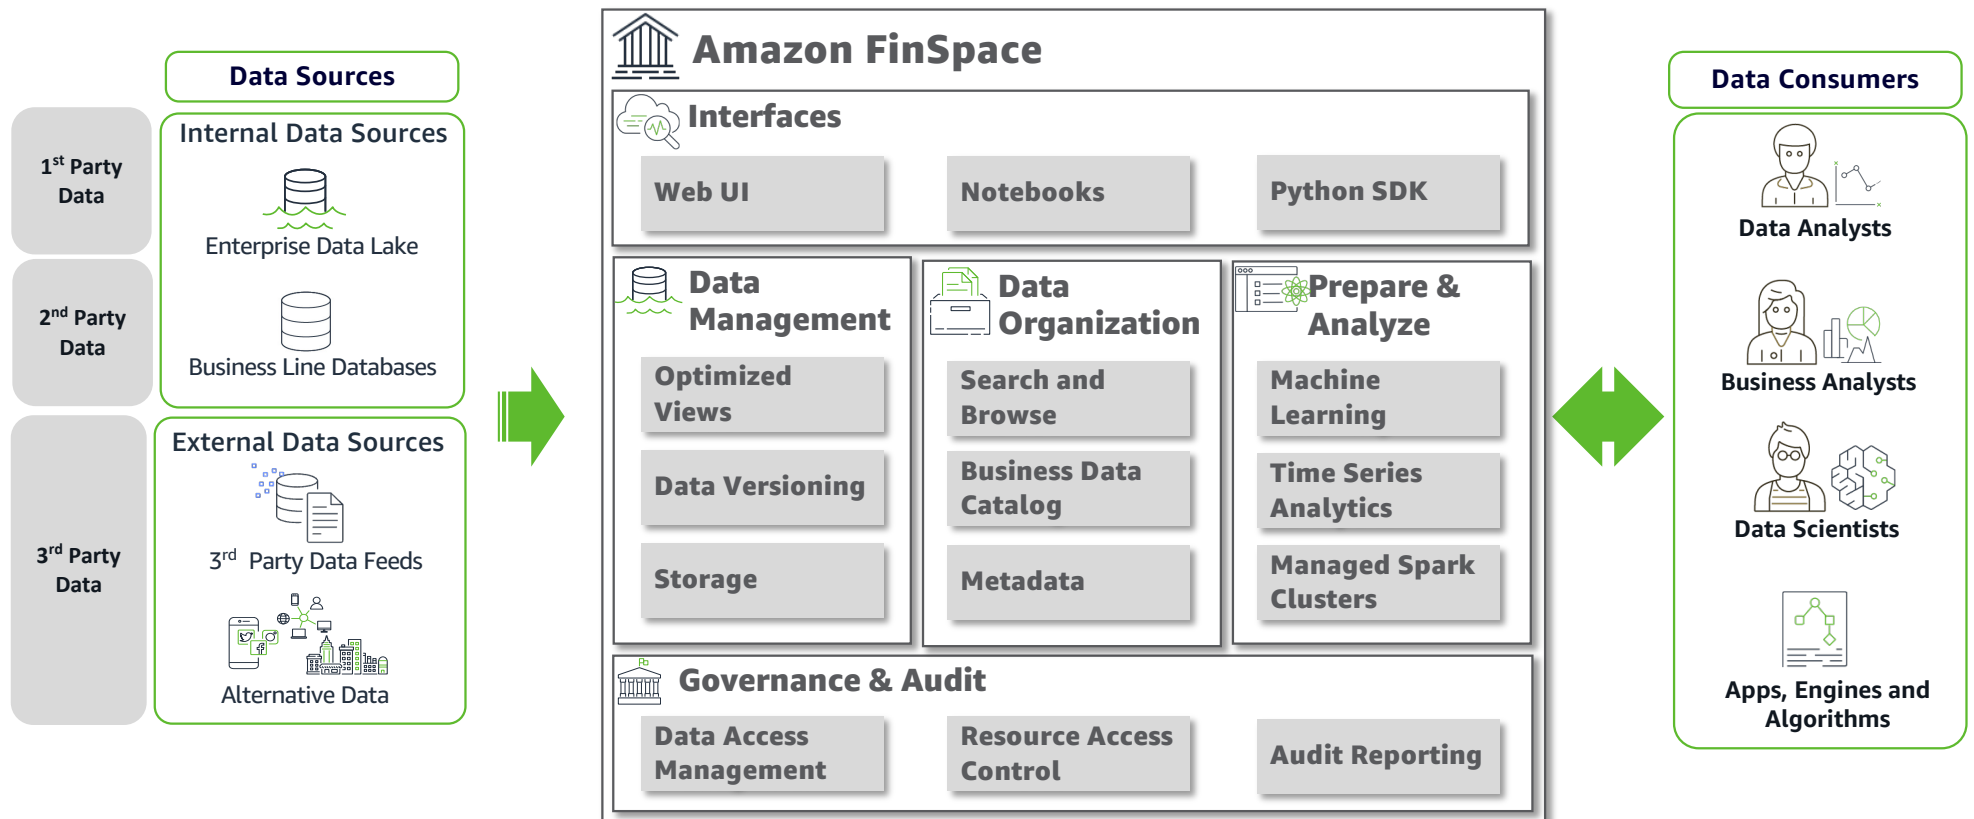 Data Sources
1st Party
Data
2nd Party
Data
3rd Party
Data
Internal Data Sources
Enterprise Data Lake
Business Line Databases
External Data Sources
3rd Party Data Feeds
Alternative Data
Amazon FinSpace
Interfaces
Web UI
Notebooks
Python SDK
Data
Management
Optimized
Views
Data Versioning
Storage
Data
Organization
Search and
Browse
Business Data
Catalog
Metadata
Prepare &
Analyze
Machine
Learning
Time Series
Analytics
Managed Spark
Clusters
Governance & Audit
Data Access
Management
Resource Access
Control
Audit Reporting
Data Consumers
Data Analysts
Business Analysts
Data Scientists
Apps, Engines and
Algorithms